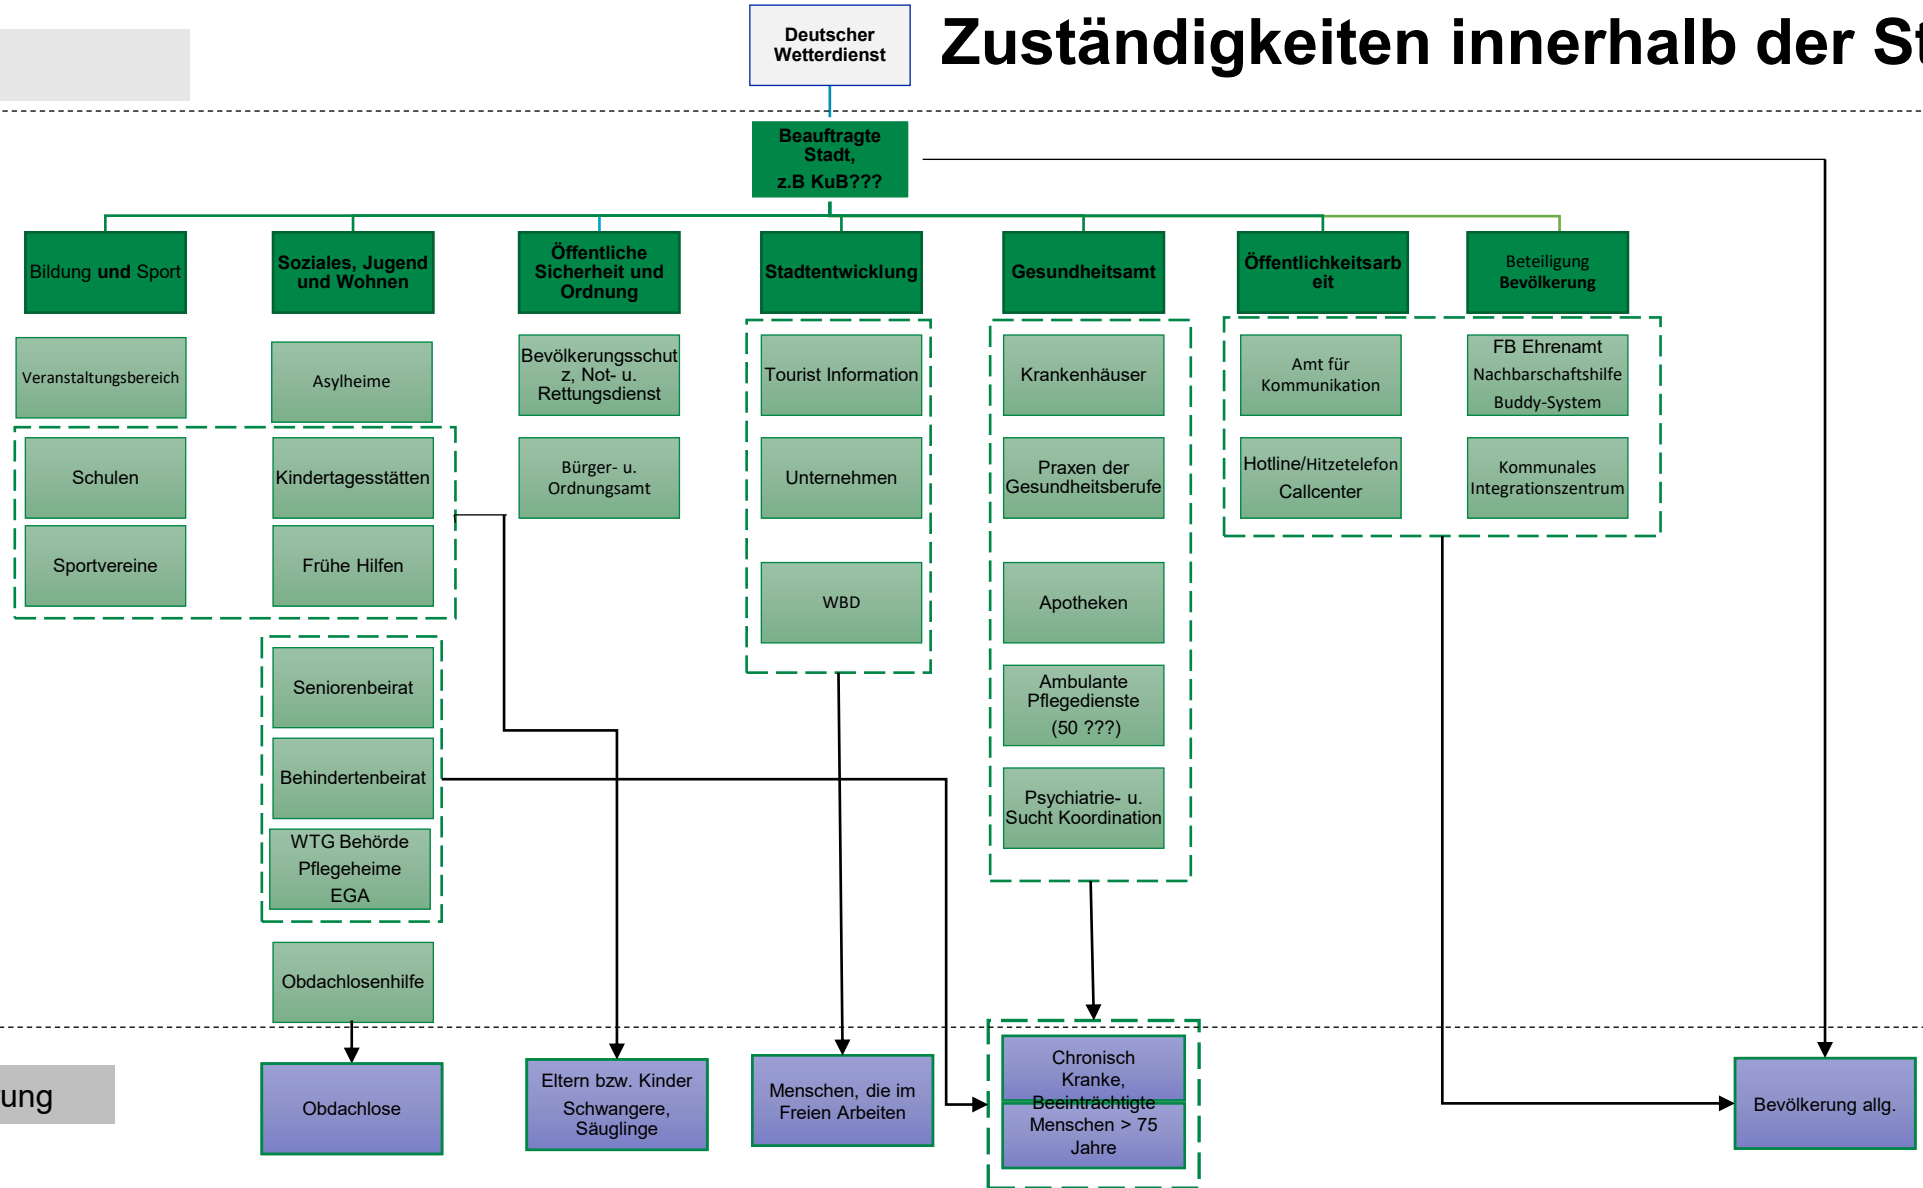 Deutscher
Wetterdienst
Zuständigkeiten innerhalb der St
Beauftragte
Stadt,
z.B KuB???
Bildung und Sport
Soziales, Jugend
und Wohnen
Öffentliche
Sicherheit und
Ordnung
Stadtentwicklung
Gesundheitsamt
Öffentlichkeitsarb
eit
Beteiligung
Bevölkerung
Veranstaltungsbereich
Asylheime
Bevölkerungsschut
z, Not- u.
Rettungsdienst
Tourist Information
Krankenhäuser
Amt für
Kommunikation
FB Ehrenamt
Nachbarschaftshilfe
Buddy-System
Schulen
Kindertagesstätten
Bürger- u.
Ordnungsamt
Unternehmen
Praxen der
Gesundheitsberufe
Hotline/Hitzetelefon
Callcenter
Kommunales
Integrationszentrum
Sportvereine
Frühe Hilfen
WBD
Apotheken
Seniorenbeirat
Ambulante
Pflegedienste
(50 ???)
Behindertenbeirat
Psychiatrie- u.
Sucht Koordination
WTG Behörde
Pflegeheime
EGA
Obdachlosenhilfe
ung
Obdachlose
Eltern bzw. Kinder
Schwangere,
Säuglinge
Menschen, die im
Freien Arbeiten
Chronisch
Kranke,
Beeinträchtigte
Menschen > 75
Jahre
Bevölkerung allg.